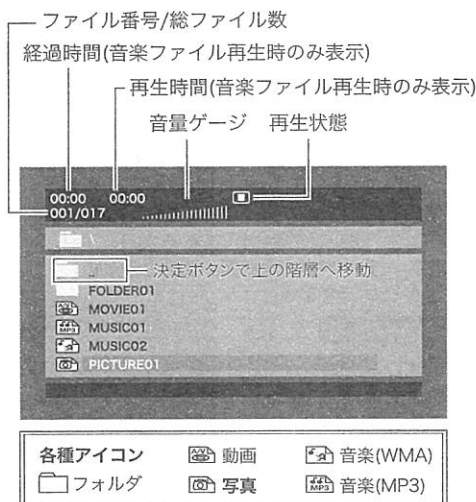 ファイル番号/総ファイル数
経過時間(音楽ファイル再生時のみ表示)
再生時間(音楽ファイル再生時のみ表示)
音量ゲージ 再生状態
00:00 00:00
001/017
\
.. 決定ボタンで上の階層へ移動
FOLDER01
MOVIE01
MP3 MUSIC01
MUSIC02
PICTURE01
各種アイコン 動画 音楽(WMA)
フォルダ 写真 MP3 音楽(MP3)